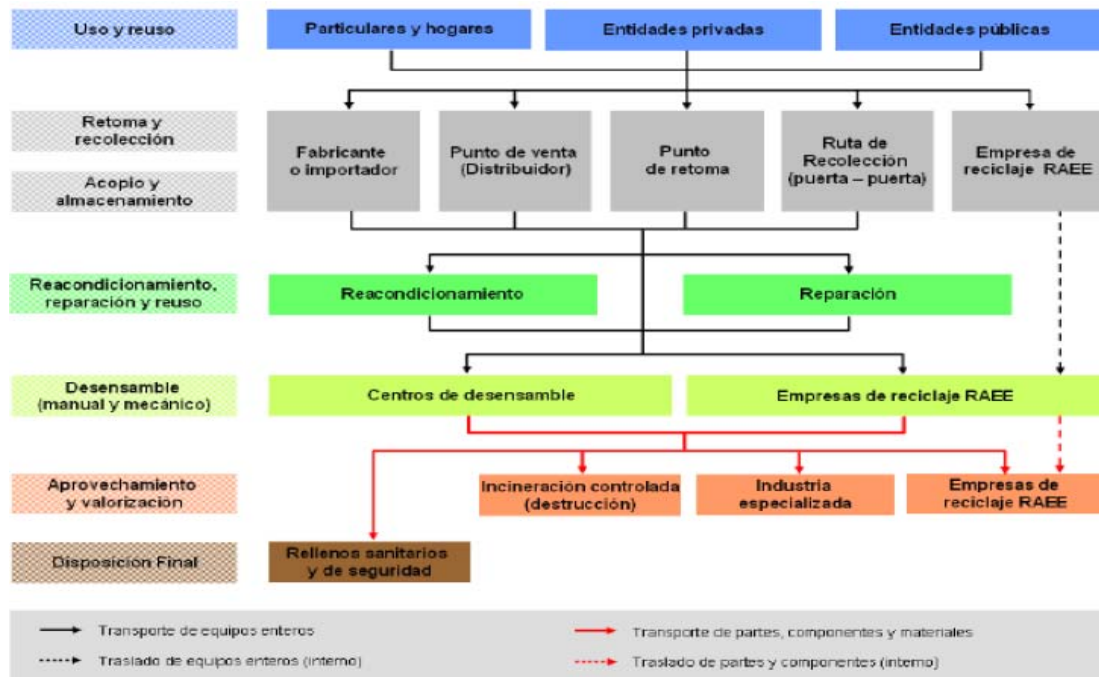 Uso y reuso
Particulares y hogares
Entidades privadas
Entidades públicas
Retoma y
recolección
Acopio y
almacenamiento
Fabricante
o importador
Punto de venta
(Distribuidor)
Punto
de retoma
Ruta de
Recolección
(puerta – puerta)
Empresa de
reciclaje RAEE
Reacondicionamiento,
reparación y reuso
Reacondicionamiento
Reparación
Desensamble
(manual y mecánico)
Centros de desensamble
Empresas de reciclaje RAEE
Aprovechamiento
y valorización
Incineración controlada
(destrucción)
Industria
especializada
Empresas de
reciclaje RAEE
Disposición Final
Rellenos sanitarios
y de seguridad
Transporte de equipos enteros
Transporte de partes, componentes y materiales
Traslado de equipos enteros (interno)
Traslado de partes y componentes (interno)